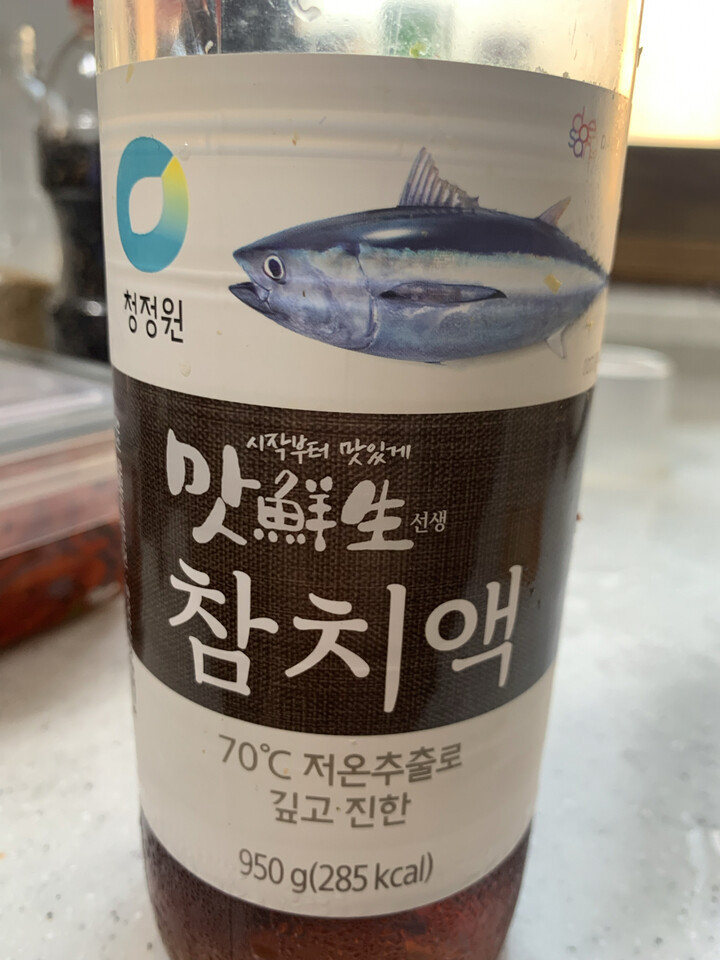 청정원
시작부터 맛있게
맛鮮生선생
참치액
70℃ 저온추출로
깊고·진한
950 g(285 kcal)